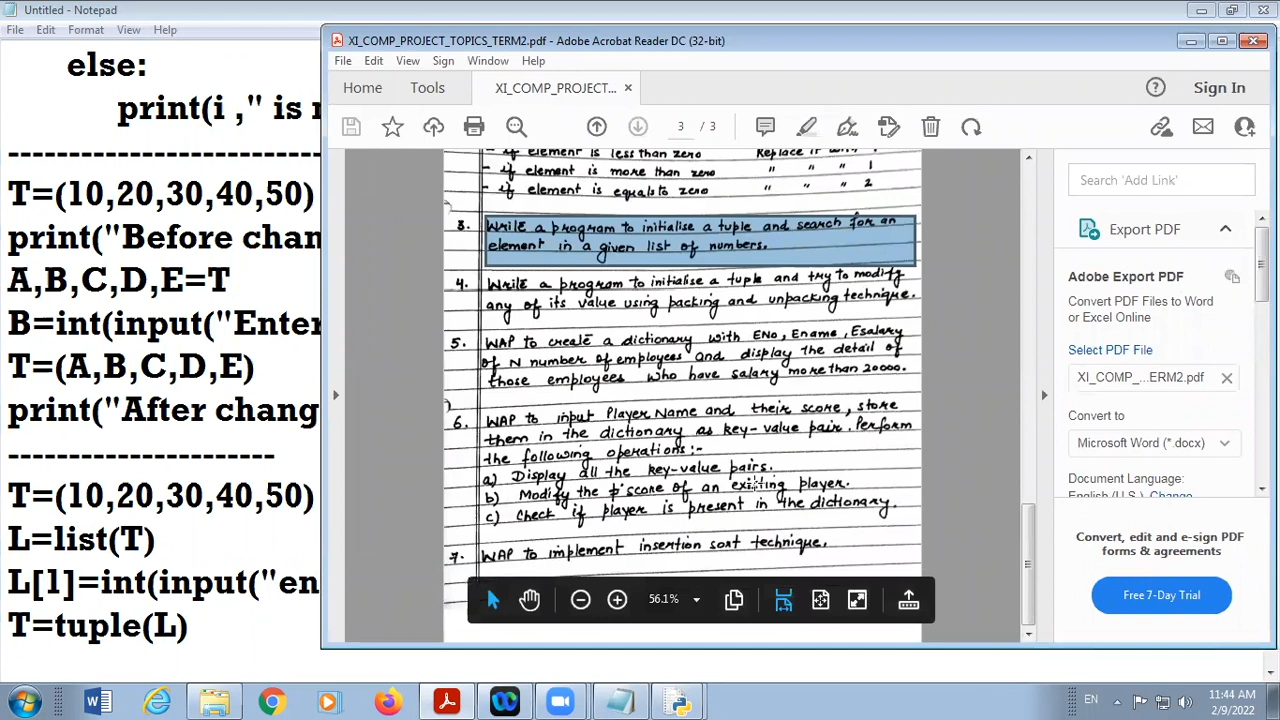 Untitled - Notepad
File Edit Format View Help
else:
print(i ," is
T=(10,20,30,40,50)
print("Before chan
A,B,C,D,E=T
B=int(input("Enter
T=(A,B,C,D,E)
print("After chang
T=(10,20,30,40,50)
L=list(T)
L[1]=int(input("en
T=tuple(L)
XI_COMP_PROJECT_TOPICS_TERM2.pdf - Adobe Acrobat Reader DC (32-bit)
File Edit View Sign Window Help
Home Tools XI_COMP_PROJECT... Sign In
3 / 3
- if element is less than zero Replace it with
- if element is more than zero " " " 1
- if element is equals to zero " " " 2
3. Write a program to initialise a tuple and search for an
element in a given list of numbers.
4. Write a program to initialise a tuple and try to modify
any of its value using packing and unpacking technique.
5. WAP to create a dictionary with ENo, Ename, Esalary
of N number of employees and display the detail of
those employees who have salary more than 20000.
6. WAP to input Player Name and their score, store
them in the dictionary as key-value pair. Perform
the following operations:-
a) Display all the key-value pairs.
b) Modify the p'score of an existing player.
c) Check if player is present in the dictionary.
7. WAP to implement insertion sort technique.
56.1%
Search 'Add Link'
Export PDF
Adobe Export PDF
Convert PDF Files to Word
or Excel Online
Select PDF File
XI_COMP_...ERM2.pdf
Convert to
Microsoft Word (*.docx)
Document Language:
English (U.S.) Change
Convert, edit and e-sign PDF
forms & agreements
Free 7-Day Trial
EN
11:44 AM
2/9/2022